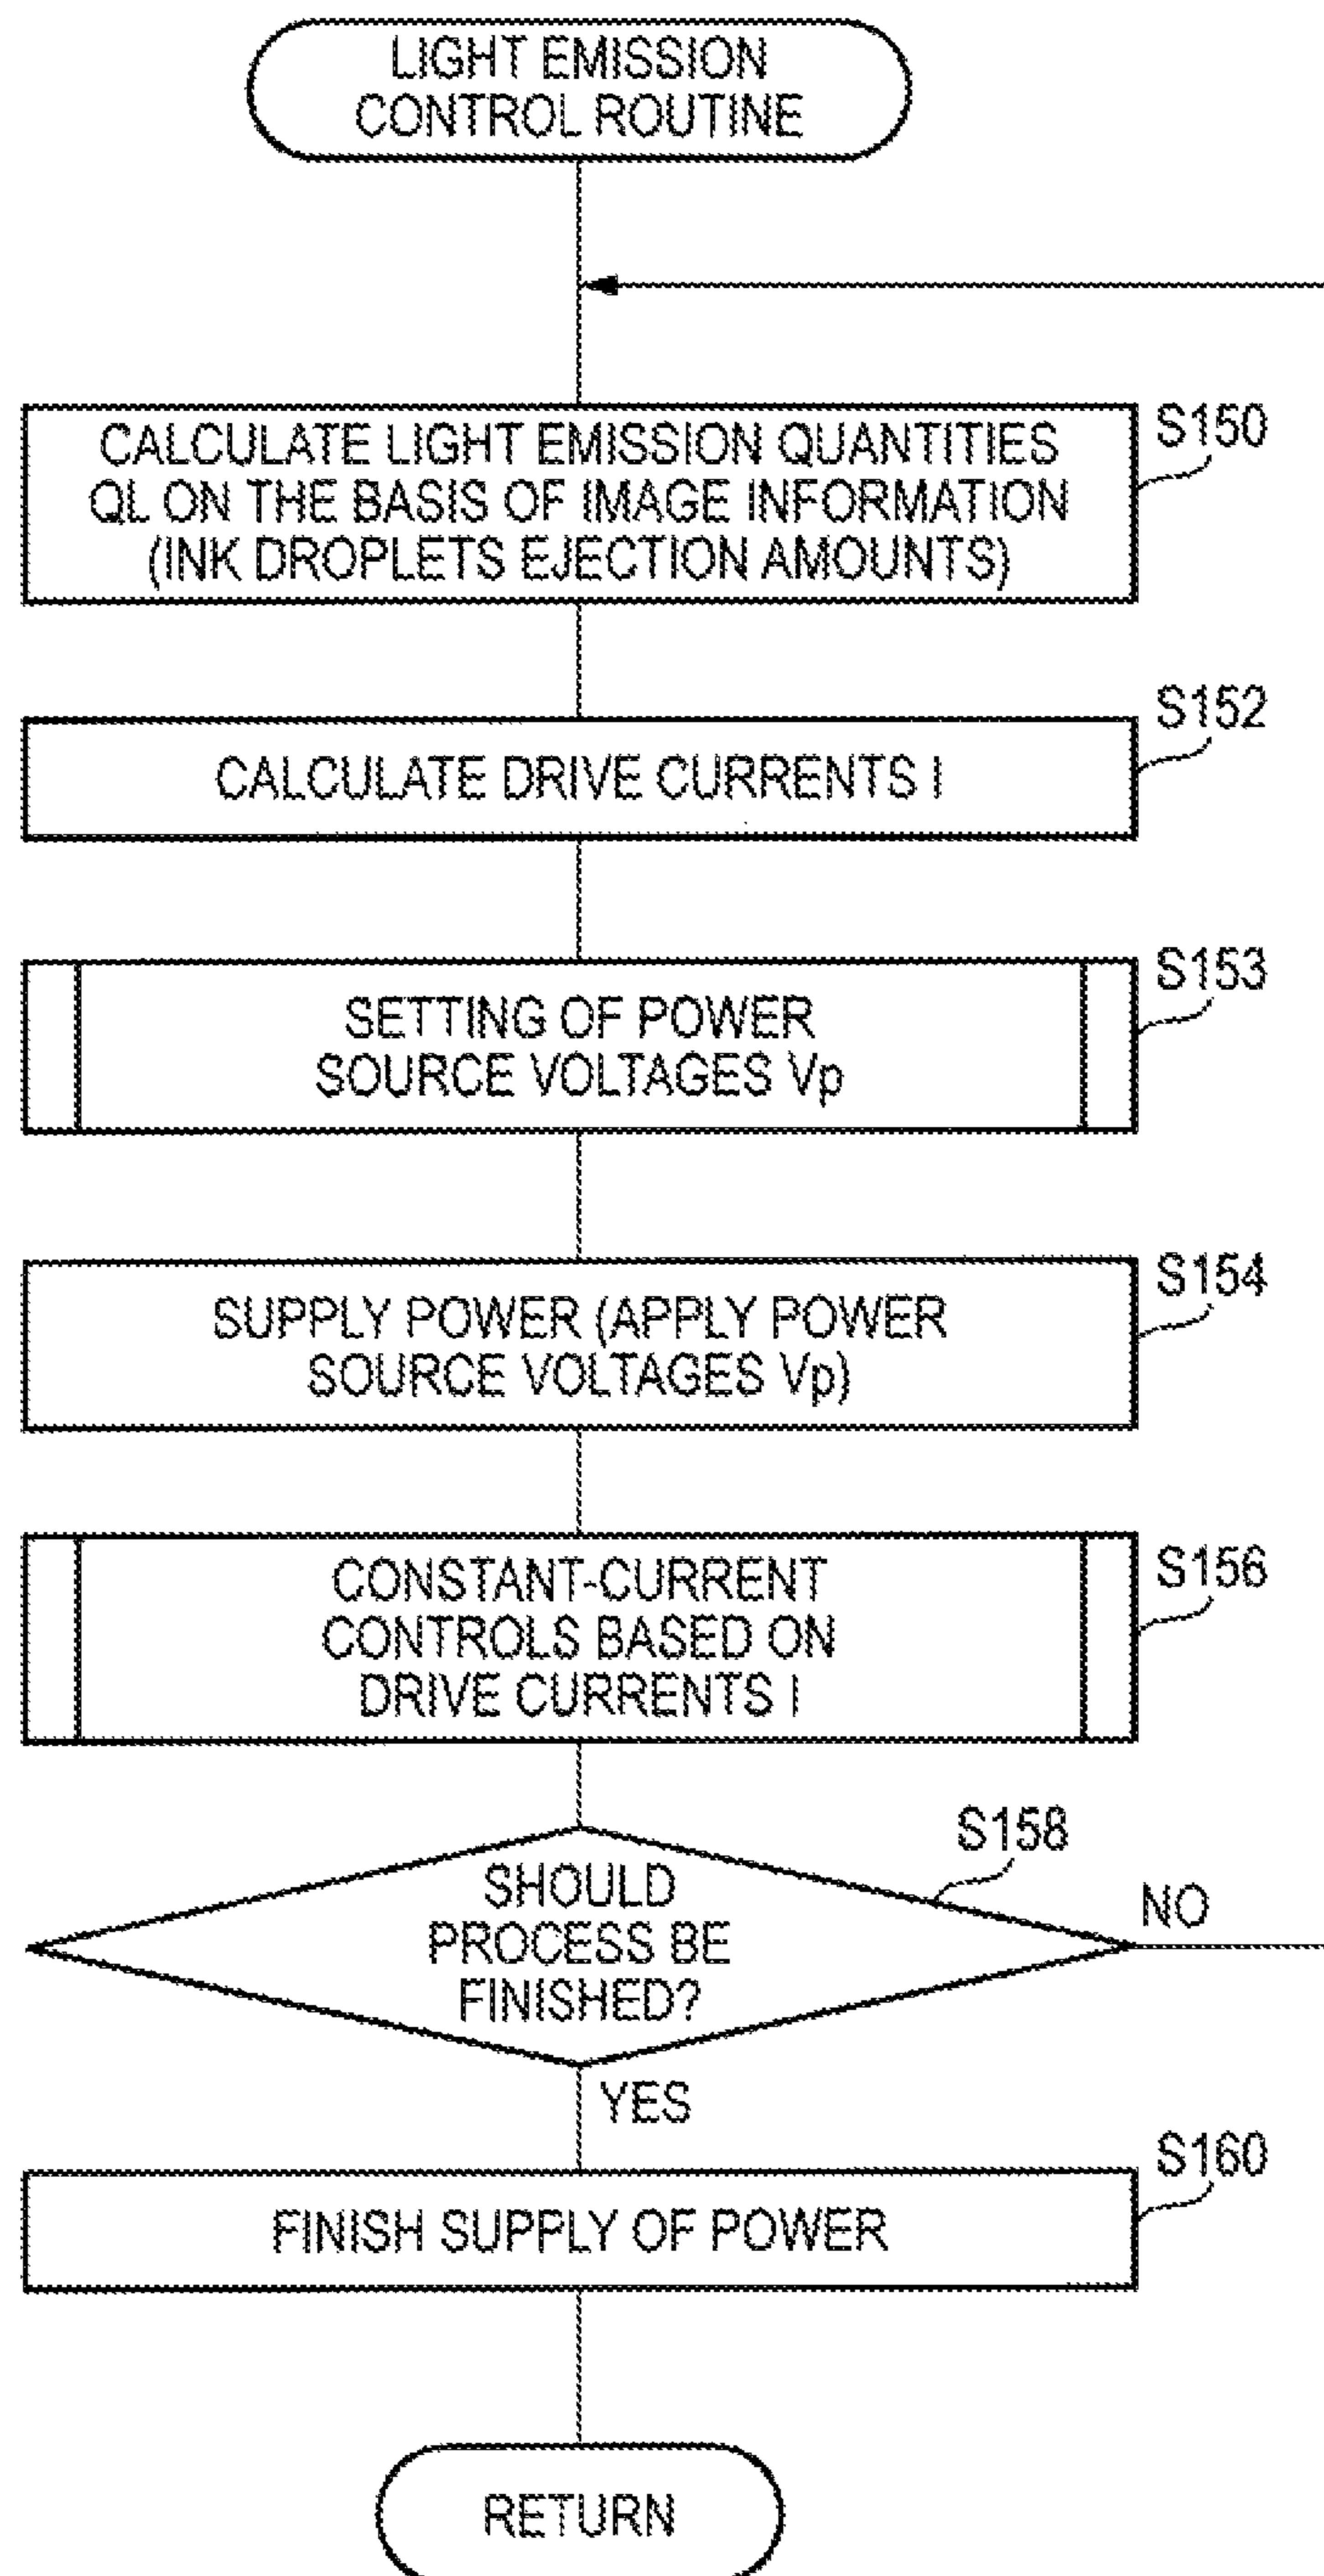 LIGHT EMISSION
CONTROL ROUTINE
S150
CALCULATE LIGHT EMISSION QUANTITIES
QL ON THE BASIS OF IMAGE INFORMATION
(INK DROPLETS EJECTION AMOUNTS)
S152
CALCULATE DRIVE CURRENTS I
S153
SETTING OF POWER
SOURCE VOLTAGES Vp
S154
SUPPLY POWER (APPLY POWER
SOURCE VOLTAGES Vp)
S156
CONSTANT-CURRENT
CONTROLS BASED ON
DRIVE CURRENTS I
S158
SHOULD
PROCESS BE
FINISHED?
NO
YES
S160
FINISH SUPPLY OF POWER
RETURN